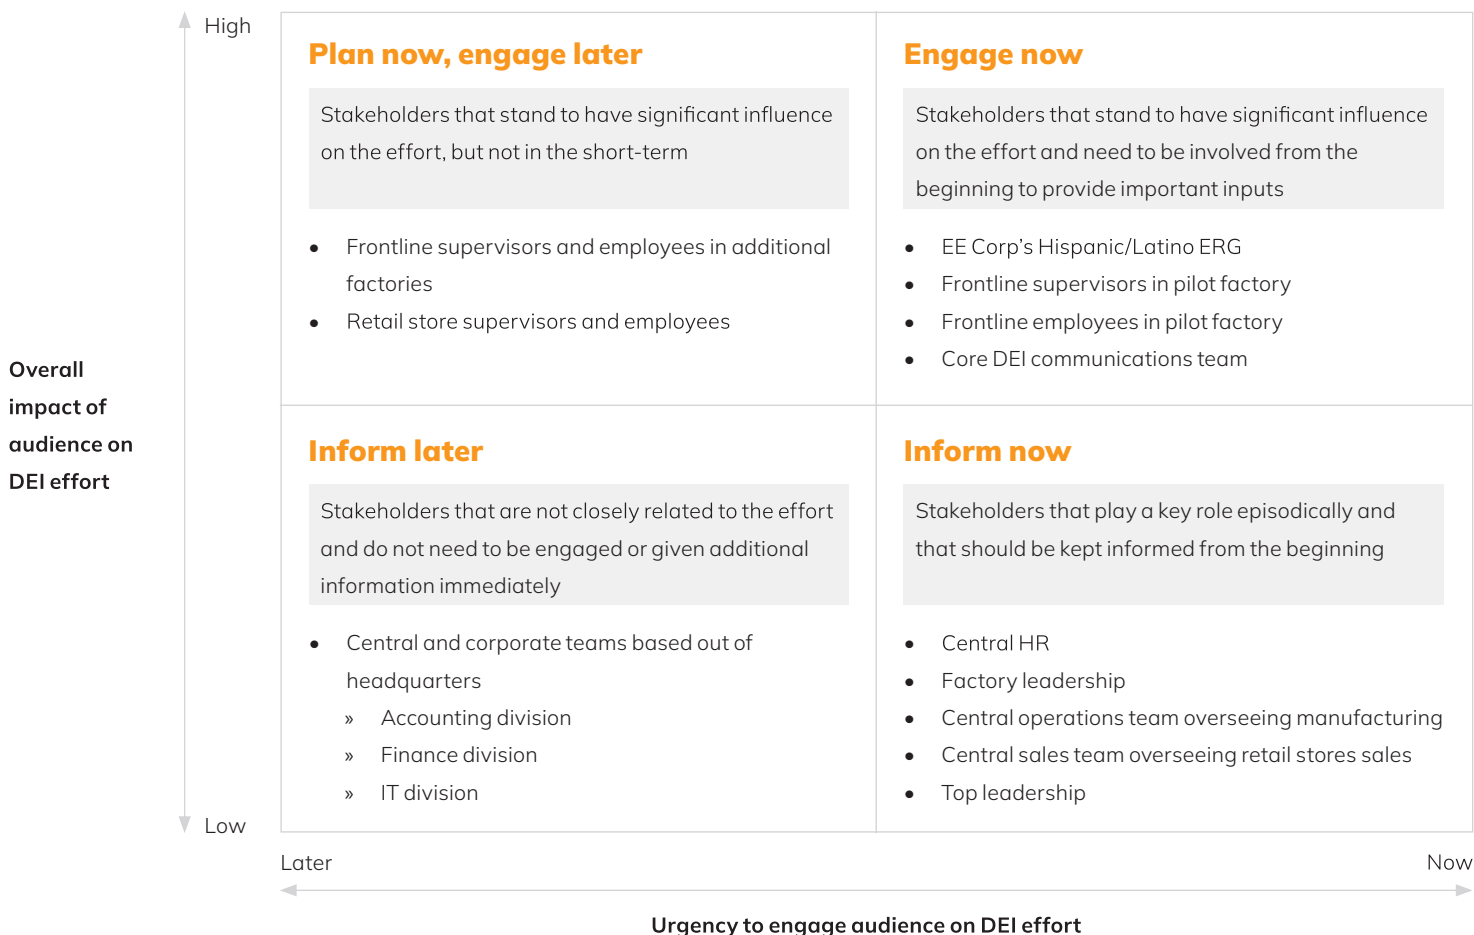 High
Plan now, engage later
Stakeholders that stand to have significant influence
on the effort, but not in the short-term
• Frontline supervisors and employees in additional
factories
• Retail store supervisors and employees
Engage now
Stakeholders that stand to have significant influence
on the effort and need to be involved from the
beginning to provide important inputs
• EE Corp’s Hispanic/Latino ERG
• Frontline supervisors in pilot factory
• Frontline employees in pilot factory
• Core DEI communications team
Overall
impact of
audience on
DEI effort
Inform later
Stakeholders that are not closely related to the effort
and do not need to be engaged or given additional
information immediately
• Central and corporate teams based out of
headquarters
» Accounting division
» Finance division
» IT division
Inform now
Stakeholders that play a key role episodically and
that should be kept informed from the beginning
• Central HR
• Factory leadership
• Central operations team overseeing manufacturing
• Central sales team overseeing retail stores sales
• Top leadership
Low
Later
Now
Urgency to engage audience on DEI effort